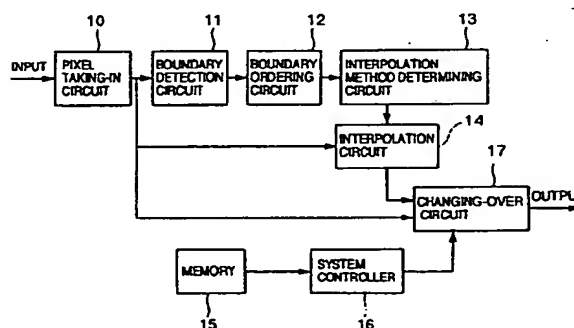 10
11
12
13
INPUT
PIXEL
TAKING-IN
CIRCUIT
BOUNDARY
DETECTION
CIRCUIT
BOUNDARY
ORDERING
CIRCUIT
INTERPOLATION
METHOD DETERMINING
CIRCUIT
14
INTERPOLATION
CIRCUIT
17
CHANGING-OVER
CIRCUIT
OUTPUT
MEMORY
SYSTEM
CONTROLLER
15
16